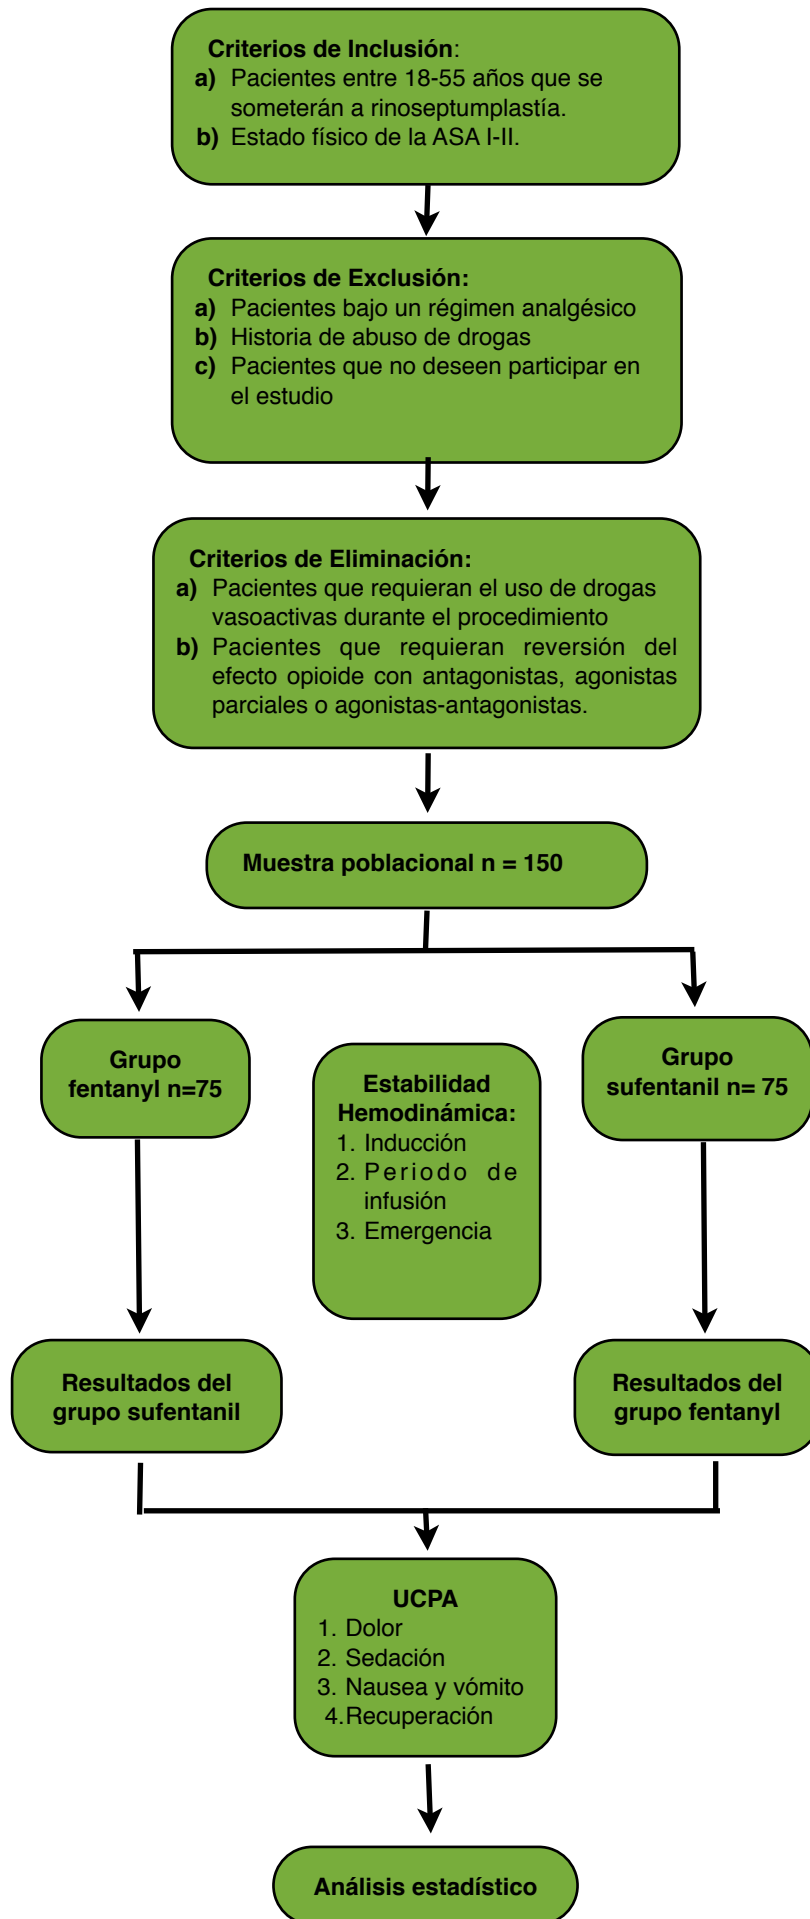 Criterios de Inclusión:
a) Pacientes entre 18-55 años que se
someterán a rinoseptumplastía.
b) Estado físico de la ASA I-II.
Criterios de Exclusión:
a) Pacientes bajo un régimen analgésico
b) Historia de abuso de drogas
c) Pacientes que no deseen participar en
el estudio
Criterios de Eliminación:
a) Pacientes que requieran el uso de drogas
vasoactivas durante el procedimiento
b) Pacientes que requieran reversión del
efecto opioide con antagonistas, agonistas
parciales o agonistas-antagonistas.
Muestra poblacional n = 150
Grupo
fentanyl n=75
Estabilidad
Hemodinámica:
1. Inducción
2. Periodo de
infusión
3. Emergencia
Grupo
sufentanil n= 75
Resultados del
grupo sufentanil
Resultados del
grupo fentanyl
UCPA
1. Dolor
2. Sedación
3. Nausea y vómito
4.Recuperación
Análisis estadístico